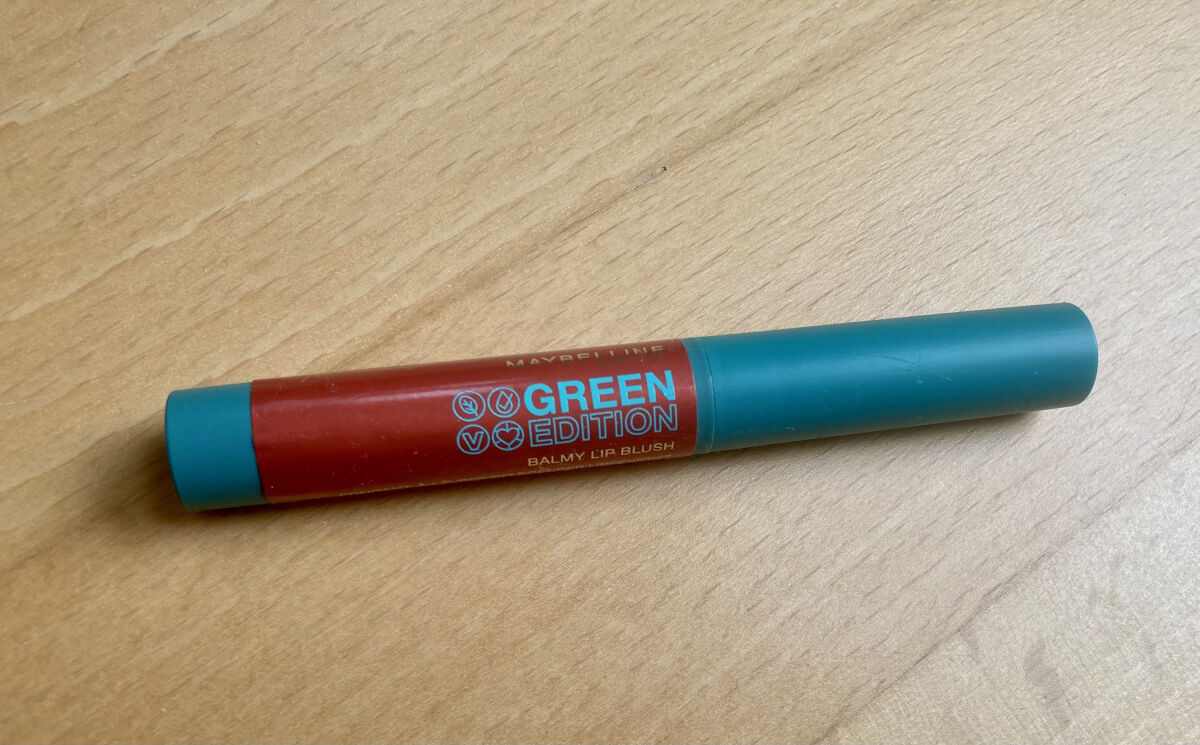 MAYBELLINE
GREEN
EDITION
V
BALMY LIP BLUSH